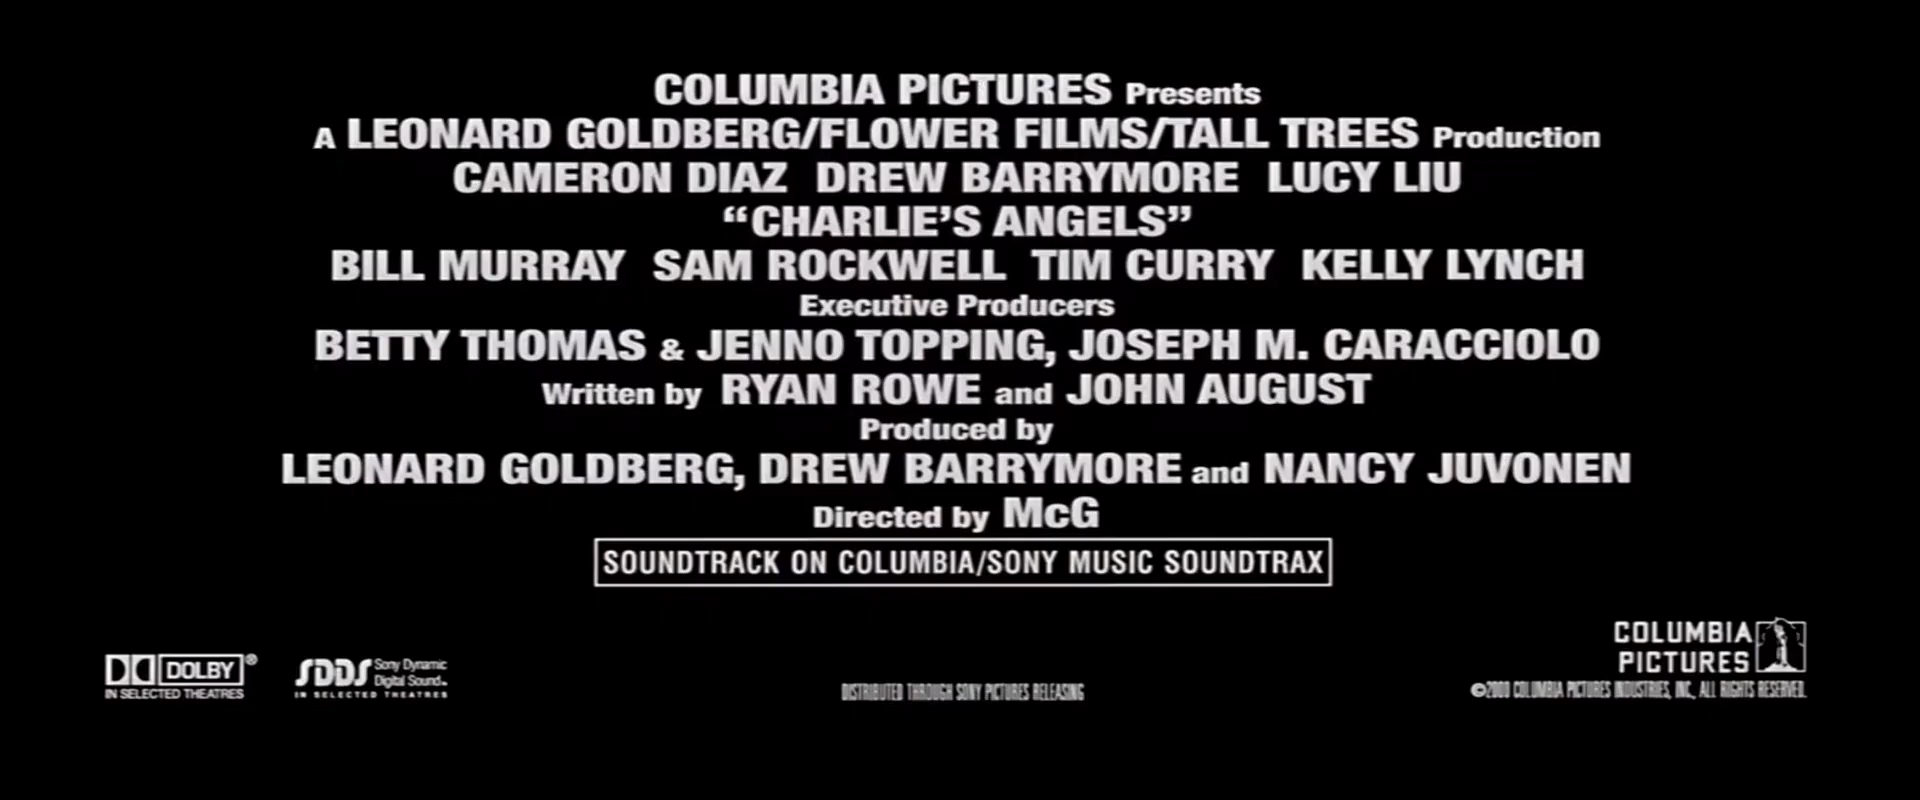 COLUMBIA PICTURES Presents
A LEONARD GOLDBERG/FLOWER FILMS/TALL TREES Production
CAMERON DIAZ DREW BARRYMORE LUCY LIU
“CHARLIE’S ANGELS”
BILL MURRAY SAM ROCKWELL TIM CURRY KELLY LYNCH
Executive Producers
BETTY THOMAS & JENNO TOPPING, JOSEPH M. CARACCIOLO
Written by RYAN ROWE and JOHN AUGUST
Produced by
LEONARD GOLDBERG, DREW BARRYMORE and NANCY JUVONEN
Directed by McG
SOUNDTRACK ON COLUMBIA/SONY MUSIC SOUNDTRAX
DOLBY®
IN SELECTED THEATRES
SDDS Sony Dynamic
Digital Sound™
IN SELECTED THEATRES
DISTRIBUTED THROUGH SONY PICTURES RELEASING
COLUMBIA
PICTURES
©2000 COLUMBIA PICTURES INDUSTRIES, INC. ALL RIGHTS RESERVED.